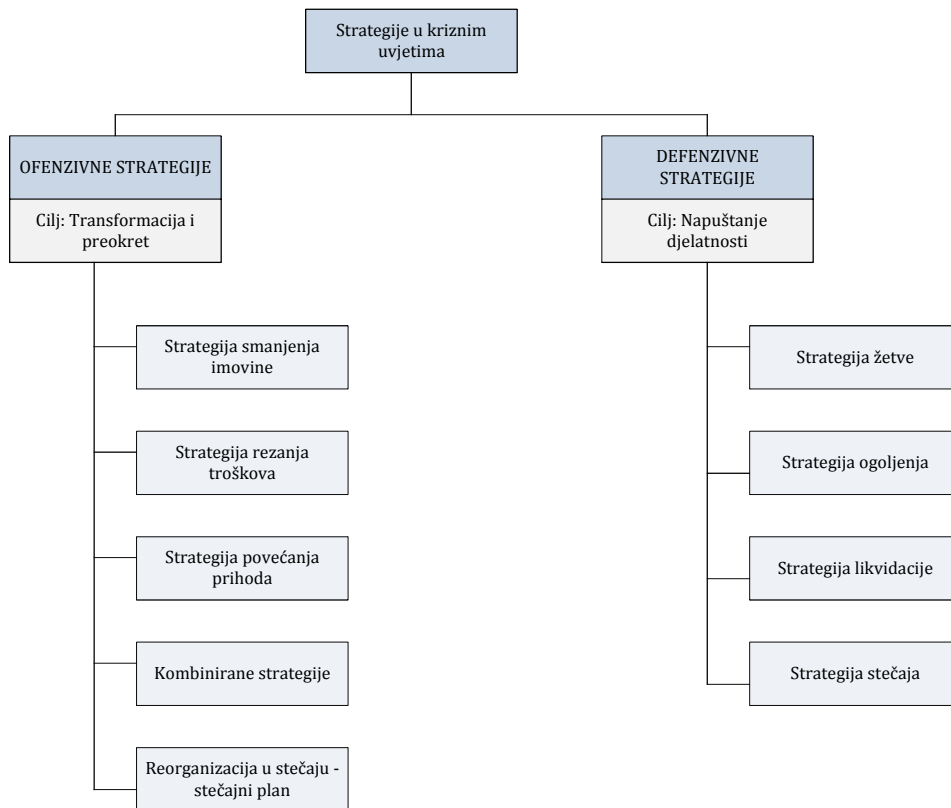 Strategije u kriznim
uvjetima
OFENZIVNE STRATEGIJE
Cilj: Transformacija i
preokret
Strategija smanjenja
imovine
Strategija rezanja
troškova
Strategija povećanja
prihoda
Kombinirane strategije
Reorganizacija u stečaju -
stečajni plan
DEFENZIVNE
STRATEGIJE
Cilj: Napuštanje
djelatnosti
Strategija žetve
Strategija ogoljenja
Strategija likvidacije
Strategija stečaja